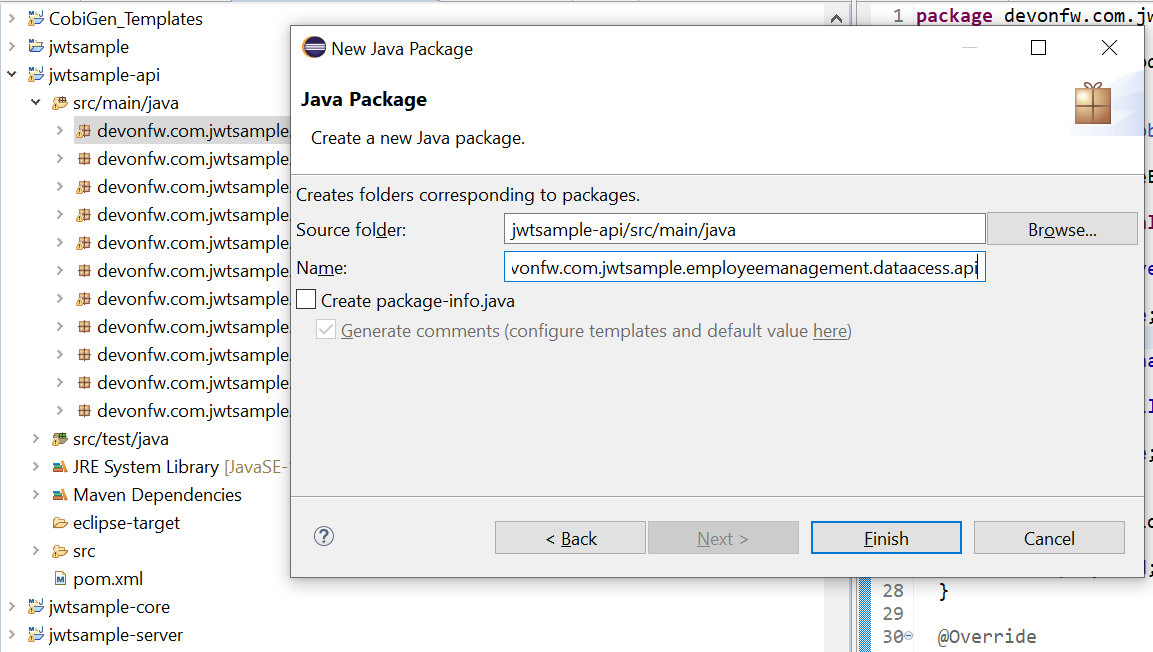 CobiGen_Templates
jwtsample
jwtsample-api
src/main/java
devonfw.com.jwtsample
devonfw.com.jwtsample.
devonfw.com.jwtsample.
devonfw.com.jwtsample.
devonfw.com.jwtsample.
devonfw.com.jwtsample.
devonfw.com.jwtsample.
devonfw.com.jwtsample.
devonfw.com.jwtsample.
devonfw.com.jwtsample.
devonfw.com.jwtsample.
src/test/java
JRE System Library [JavaSE-
Maven Dependencies
eclipse-target
src
pom.xml
jwtsample-core
jwtsample-server
New Java Package
Java Package
Create a new Java package.
Creates folders corresponding to packages.
Source folder: jwtsample-api/src/main/java Browse...
Name: vonfw.com.jwtsample.employeemanagement.dataacess.api
Create package-info.java
Generate comments (configure templates and default value here)
? < Back Next > Finish Cancel
1 package devonfw.com.jw
28 }
29
30 @Override